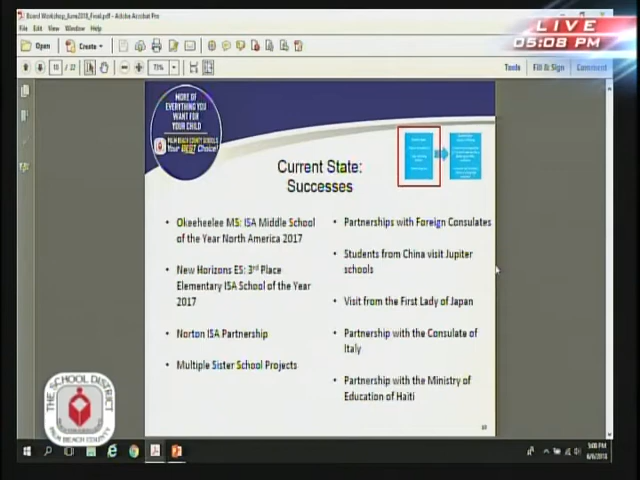 Board Workshop_June2018_Final.pdf - Adobe Acrobat Pro
File Edit View Window Help
LIVE
05:08 PM
Open Create
/ 22 71% Tools Fill & Sign Comment
MORE OF
EVERYTHING YOU
WANT FOR
YOUR CHILD
PALM BEACH COUNTY SCHOOLS
Your BEST Choice!
Current State:
Successes
• Okeeheelee MS: ISA Middle School
of the Year North America 2017
• New Horizons ES: 3rd Place
Elementary ISA School of the Year
2017
• Norton ISA Partnership
• Multiple Sister School Projects
• Partnerships with Foreign Consulates
• Students from China visit Jupiter
schools
• Visit from the First Lady of Japan
• Partnership with the Consulate of
Italy
• Partnership with the Ministry of
Education of Haiti
THE SCHOOL DISTRICT
PALM BEACH COUNTY